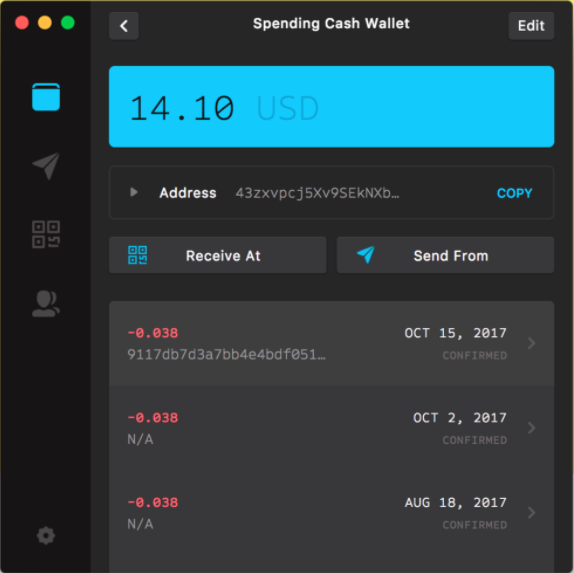 Spending Cash Wallet
Edit
14.10 USD
Address 43zxvpcj5Xv9SEkNXb… COPY
Receive At
Send From
-0.038 OCT 15, 2017
9117db7d3a7bb4e4bdf051… CONFIRMED
-0.038 OCT 2, 2017
N/A CONFIRMED
-0.038 AUG 18, 2017
N/A CONFIRMED